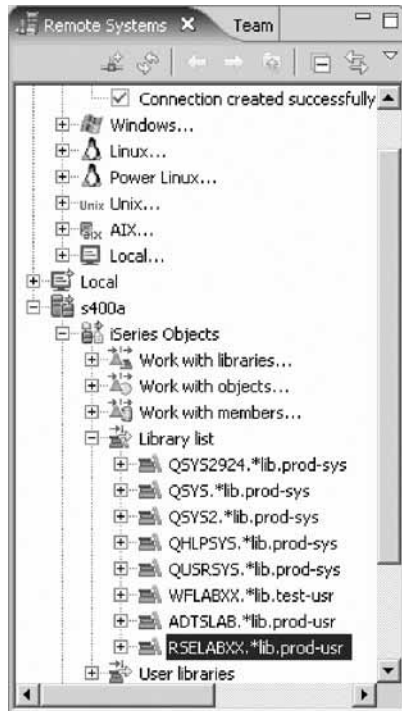 Remote Systems
Team
Connection created successfully
Windows...
Linux...
Power Linux...
Unix Unix...
aix AIX...
Local...
Local
s400a
iSeries Objects
Work with libraries...
Work with objects...
Work with members...
Library list
QSYS2924.*lib.prod-sys
QSYS.*lib.prod-sys
QSYS2.*lib.prod-sys
QHLPSYS.*lib.prod-sys
QUSRSYS.*lib.prod-sys
WFLABXX.*lib.test-usr
ADTSLAB.*lib.prod-usr
RSELABXX.*lib.prod-usr
User libraries